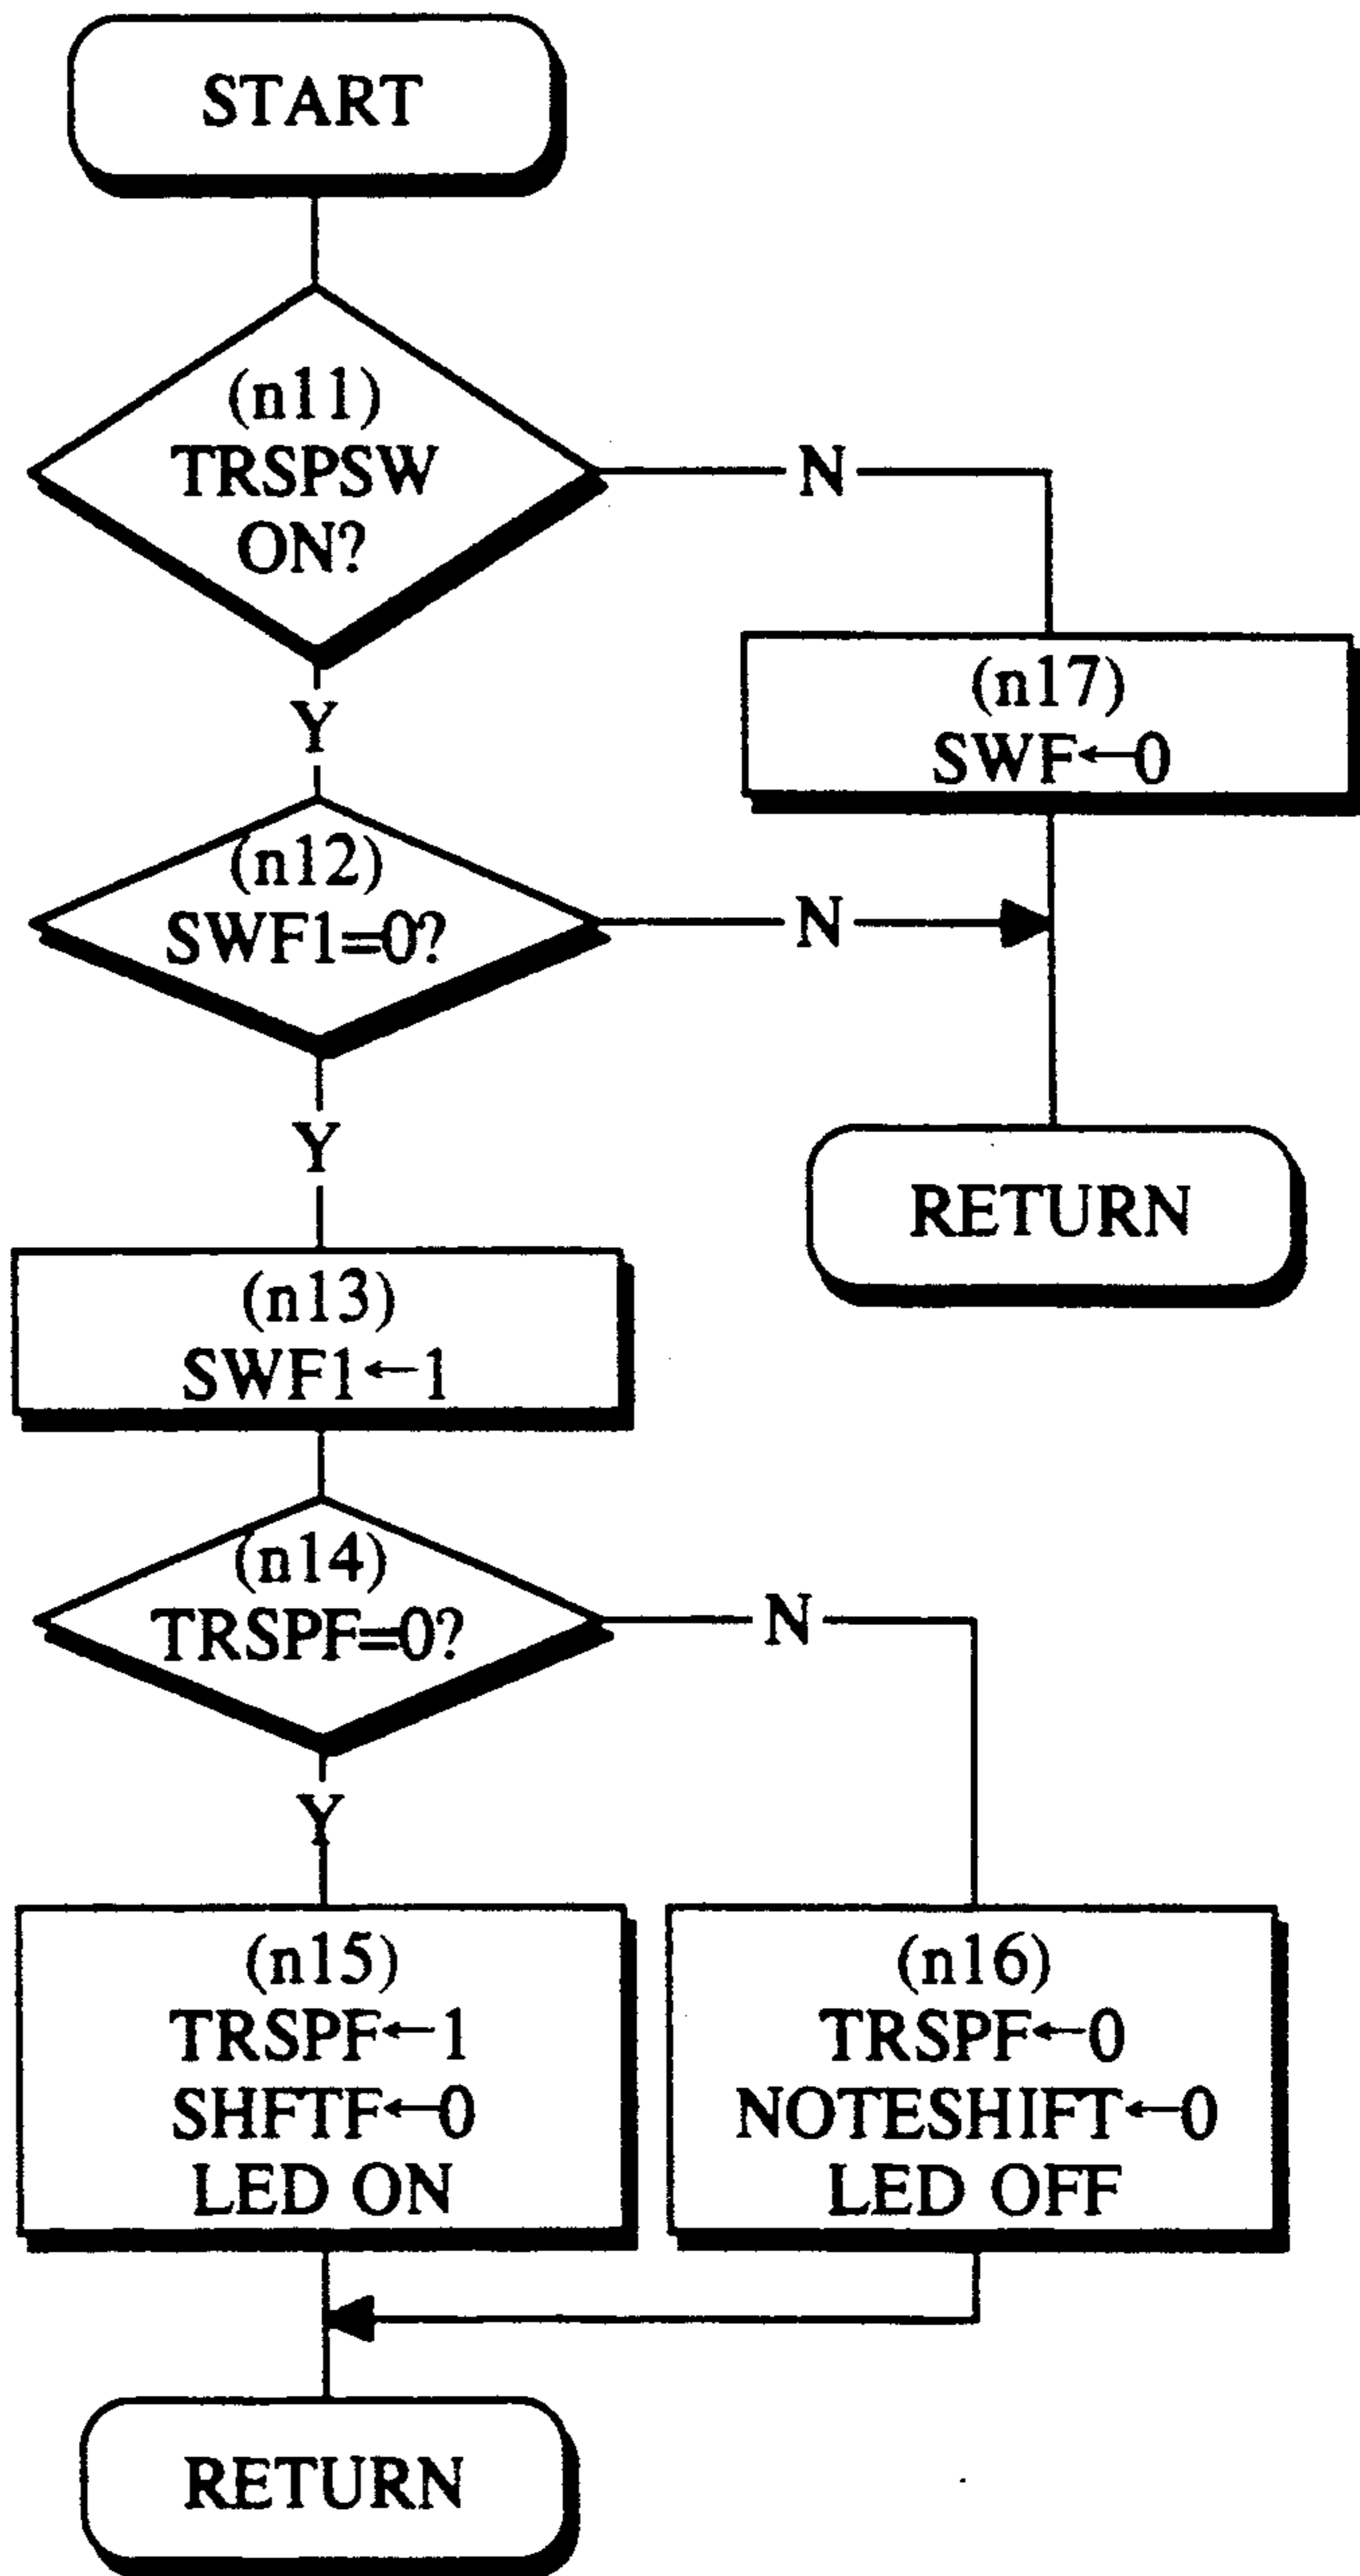 START
(n11)
TRSPSW
ON?
N
Y
(n17)
SWF←0
(n12)
SWF1=0?
N
Y
RETURN
(n13)
SWF1←1
(n14)
TRSPF=0?
N
Y
(n15)
TRSPF←1
SHFTF←0
LED ON
(n16)
TRSPF←0
NOTESHIFT←0
LED OFF
RETURN